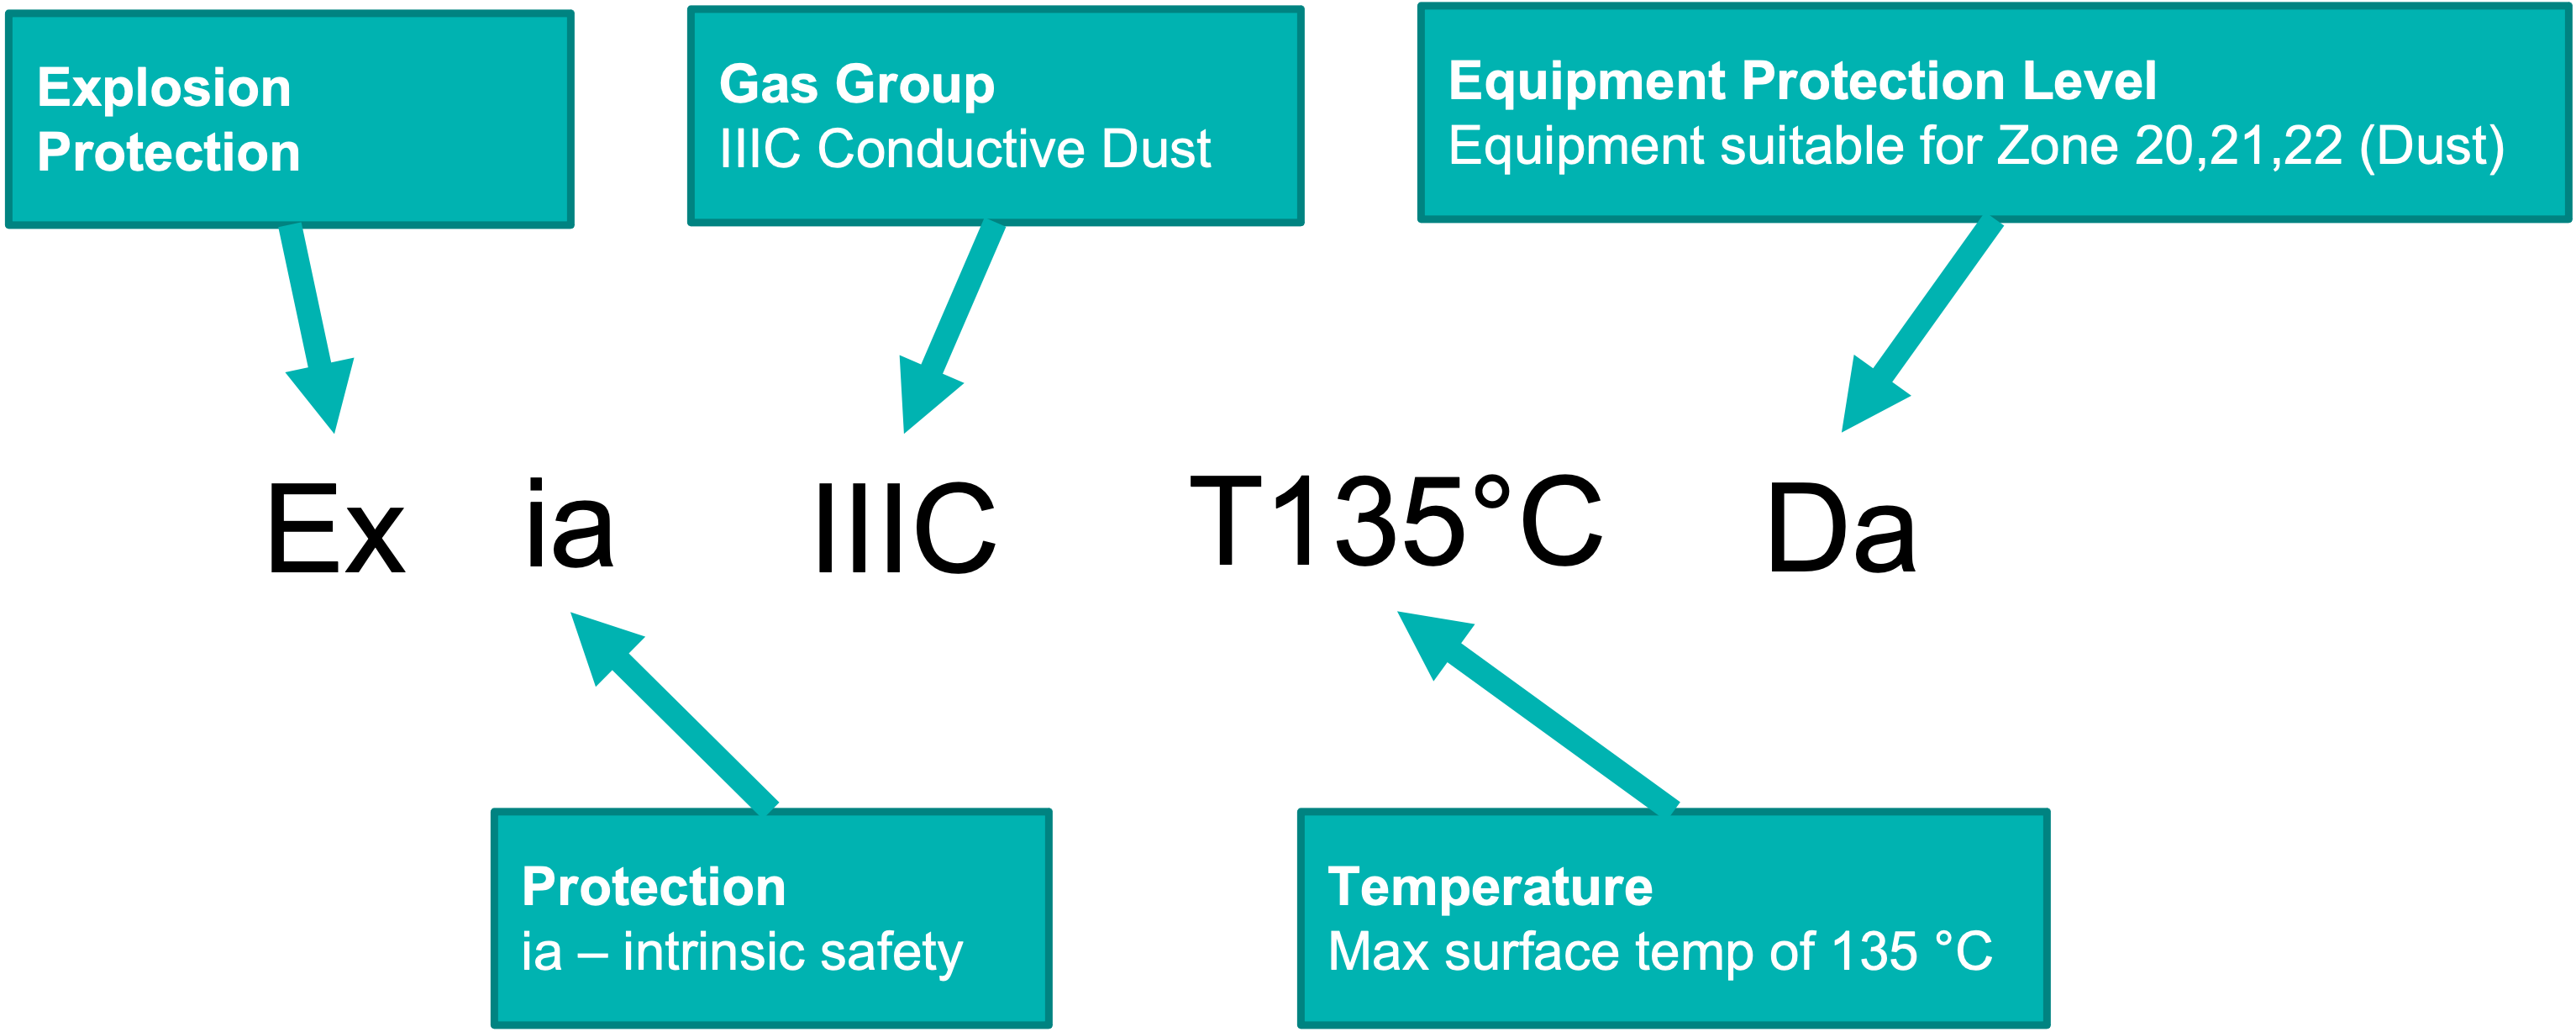 Explosion
Protection
Gas Group
IIIC Conductive Dust
Equipment Protection Level
Equipment suitable for Zone 20,21,22 (Dust)
Ex ia IIIC T135°C Da
Protection
ia – intrinsic safety
Temperature
Max surface temp of 135 °C